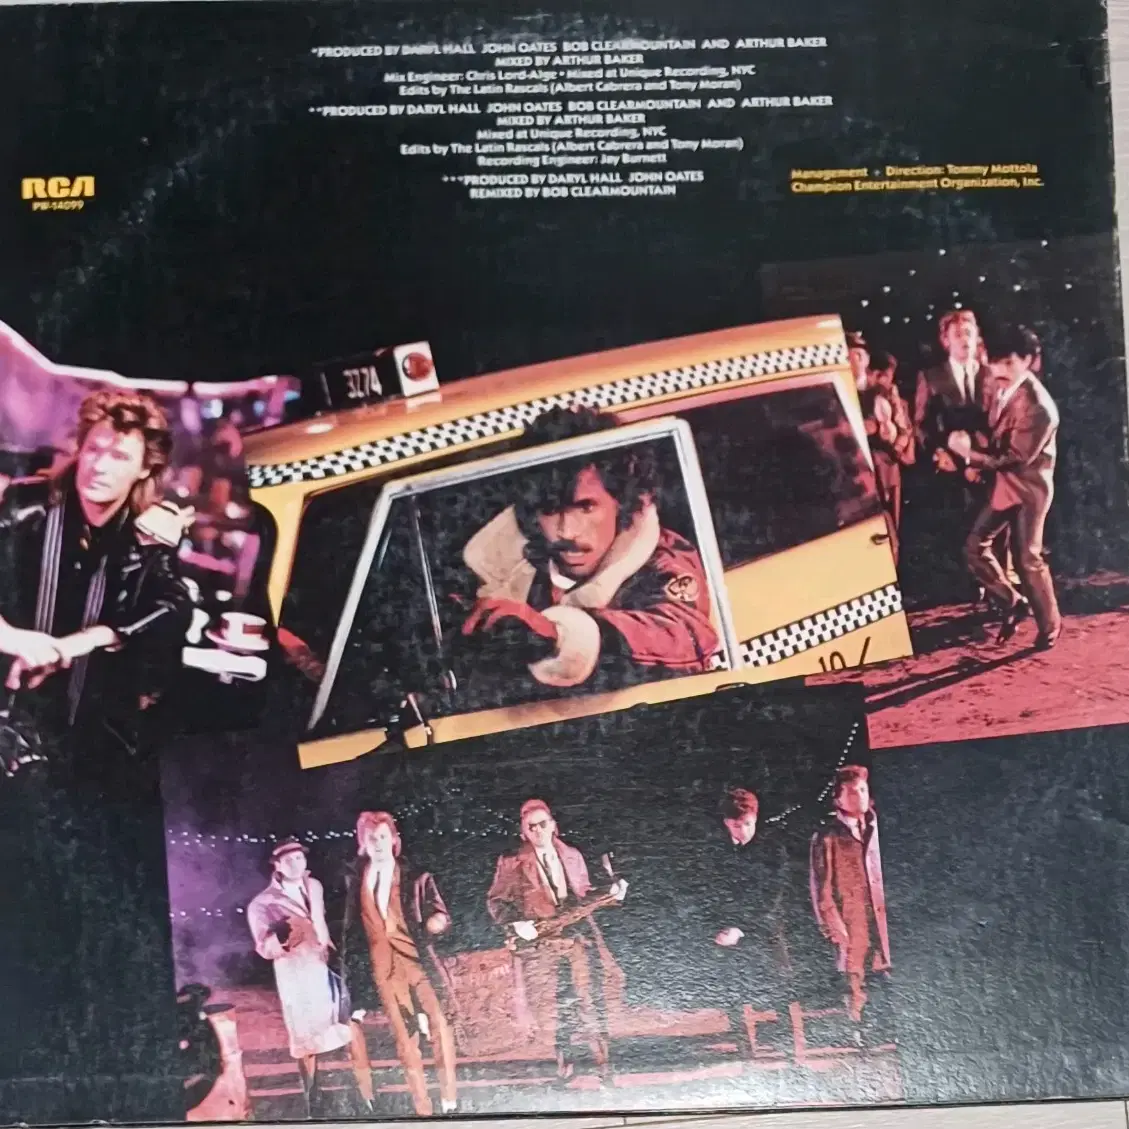 *PRODUCED BY DARYL HALL JOHN OATES BOB CLEARMOUNTAIN AND ARTHUR BAKER
MIXED BY ARTHUR BAKER
Mix Engineer: Chris Lord-Alge • Mixed at Unique Recording, NYC
Edits by The Latin Rascals (Albert Cabrera and Tony Moran)
**PRODUCED BY DARYL HALL JOHN OATES BOB CLEARMOUNTAIN AND ARTHUR BAKER
MIXED BY ARTHUR BAKER
Mixed at Unique Recording, NYC
Edits by The Latin Rascals (Albert Cabrera and Tony Moran)
Recording Engineer: Jay Burnett
***PRODUCED BY DARYL HALL JOHN OATES
REMIXED BY BOB CLEARMOUNTAIN
RCA
PW-14099
Management + Direction: Tommy Mottola
Champion Entertainment Organization, Inc.
3274
10/